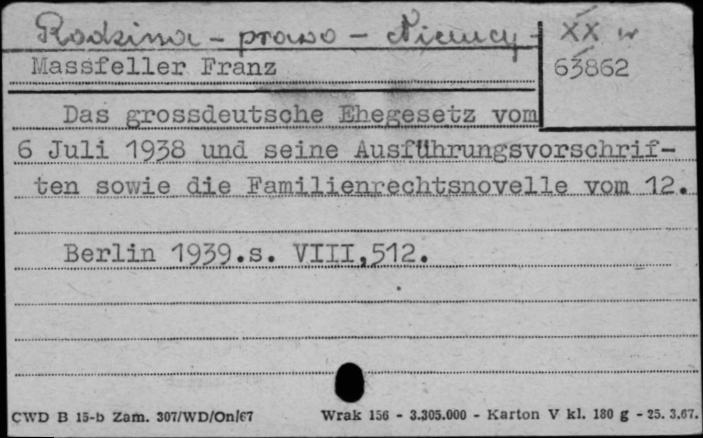 Rodzina - prawo - Niemcy - XX w
Massfeller Franz
63862
Das grossdeutsche Ehegesetz vom
6 Juli 1938 und seine Ausführungsvorschrif-
ten sowie die Familienrechtsnovelle vom 12.
Berlin 1939.s. VIII,512.
CWD B 15-b Zam. 307/WD/On/67 Wrak 156 - 3.305.000 - Karton V kl. 180 g - 25. 3.67.